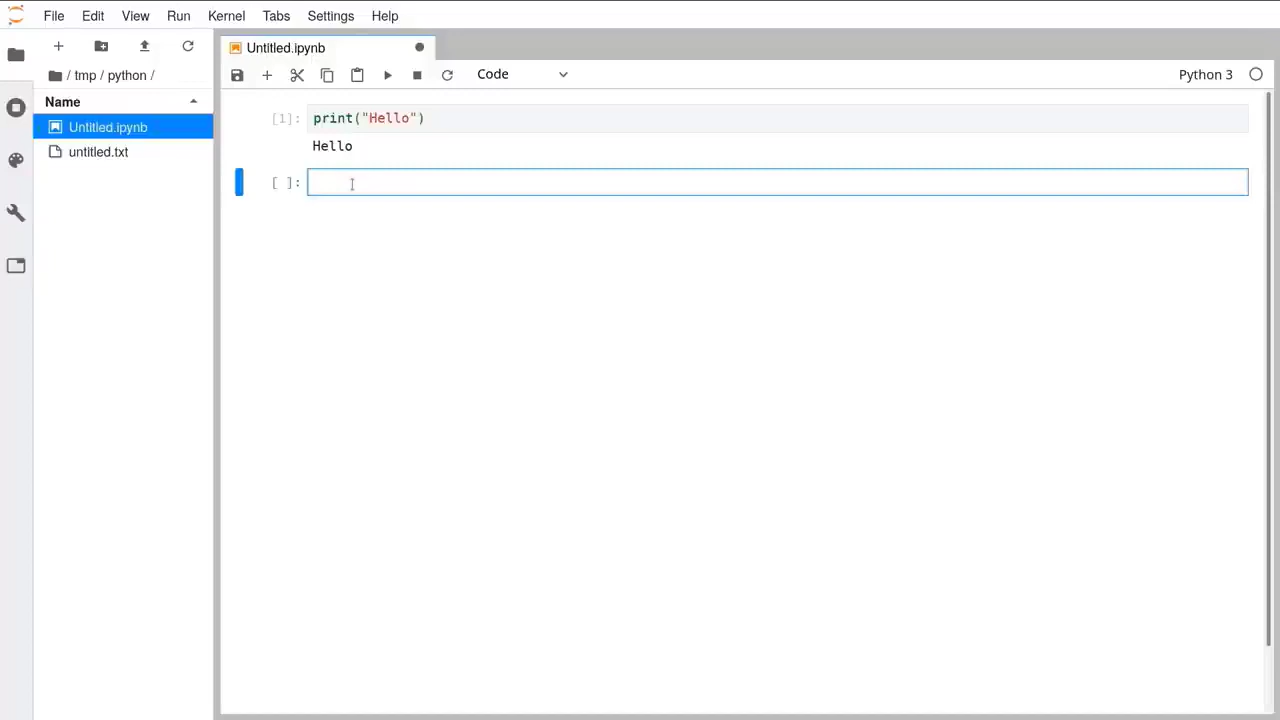 File Edit View Run Kernel Tabs Settings Help
Untitled.ipynb
/ tmp / python /
Code
Python 3
Name
Untitled.ipynb
untitled.txt
[1]: print("Hello")
Hello
[ ]: